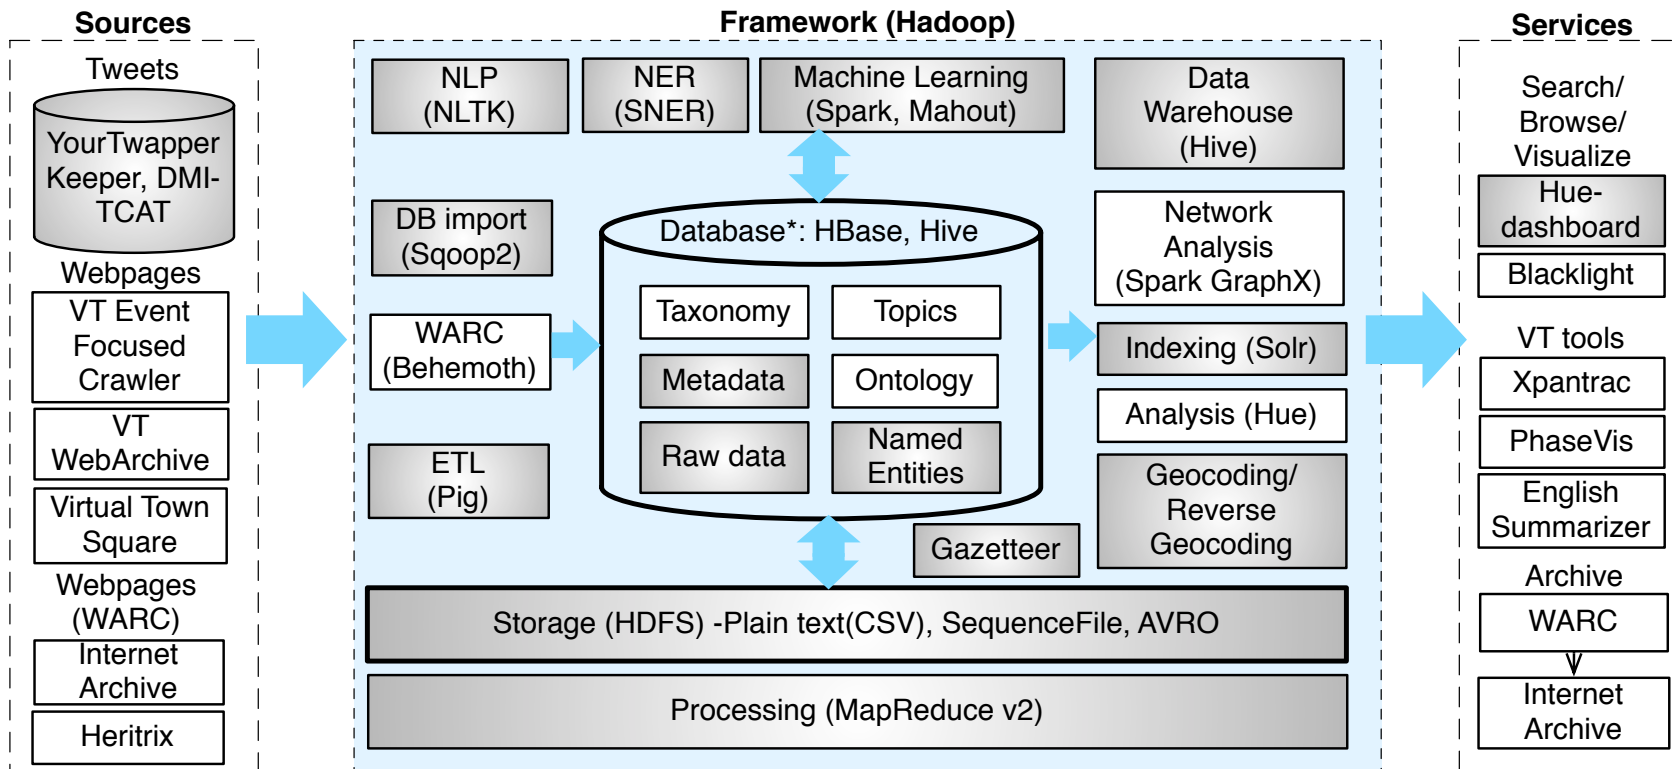 Sources
Tweets
YourTwapper
Keeper, DMI-
TCAT
Webpages
VT Event
Focused
Crawler
VT
WebArchive
Virtual Town
Square
Webpages
(WARC)
Internet
Archive
Heritrix
Framework (Hadoop)
NLP
(NLTK)
NER
(SNER)
Machine Learning
(Spark, Mahout)
Data
Warehouse
(Hive)
DB import
(Sqoop2)
WARC
(Behemoth)
ETL
(Pig)
Database*: HBase, Hive
Taxonomy
Topics
Metadata
Ontology
Raw data
Named
Entities
Network
Analysis
(Spark GraphX)
Indexing (Solr)
Analysis (Hue)
Geocoding/
Reverse
Geocoding
Gazetteer
Storage (HDFS) -Plain text(CSV), SequenceFile, AVRO
Processing (MapReduce v2)
Services
Search/
Browse/
Visualize
Hue-
dashboard
Blacklight
VT tools
Xpantrac
PhaseVis
English
Summarizer
Archive
WARC
Internet
Archive